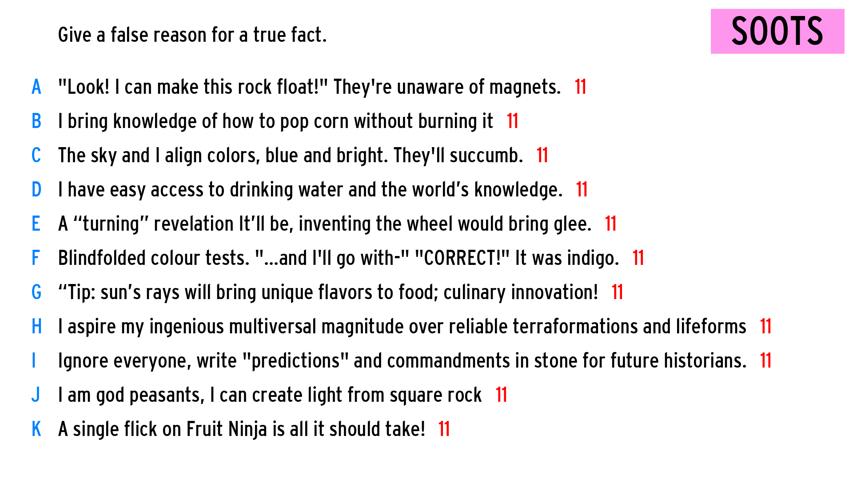 Give a false reason for a true fact.
SOOTS
A "Look! I can make this rock float!" They're unaware of magnets. 11
B I bring knowledge of how to pop corn without burning it 11
C The sky and I align colors, blue and bright. They'll succumb. 11
D I have easy access to drinking water and the world’s knowledge. 11
E A “turning” revelation It’ll be, inventing the wheel would bring glee. 11
F Blindfolded colour tests. "...and I'll go with-" "CORRECT!" It was indigo. 11
G “Tip: sun’s rays will bring unique flavors to food; culinary innovation! 11
H I aspire my ingenious multiversal magnitude over reliable terraformations and lifeforms 11
I Ignore everyone, write "predictions" and commandments in stone for future historians. 11
J I am god peasants, I can create light from square rock 11
K A single flick on Fruit Ninja is all it should take! 11